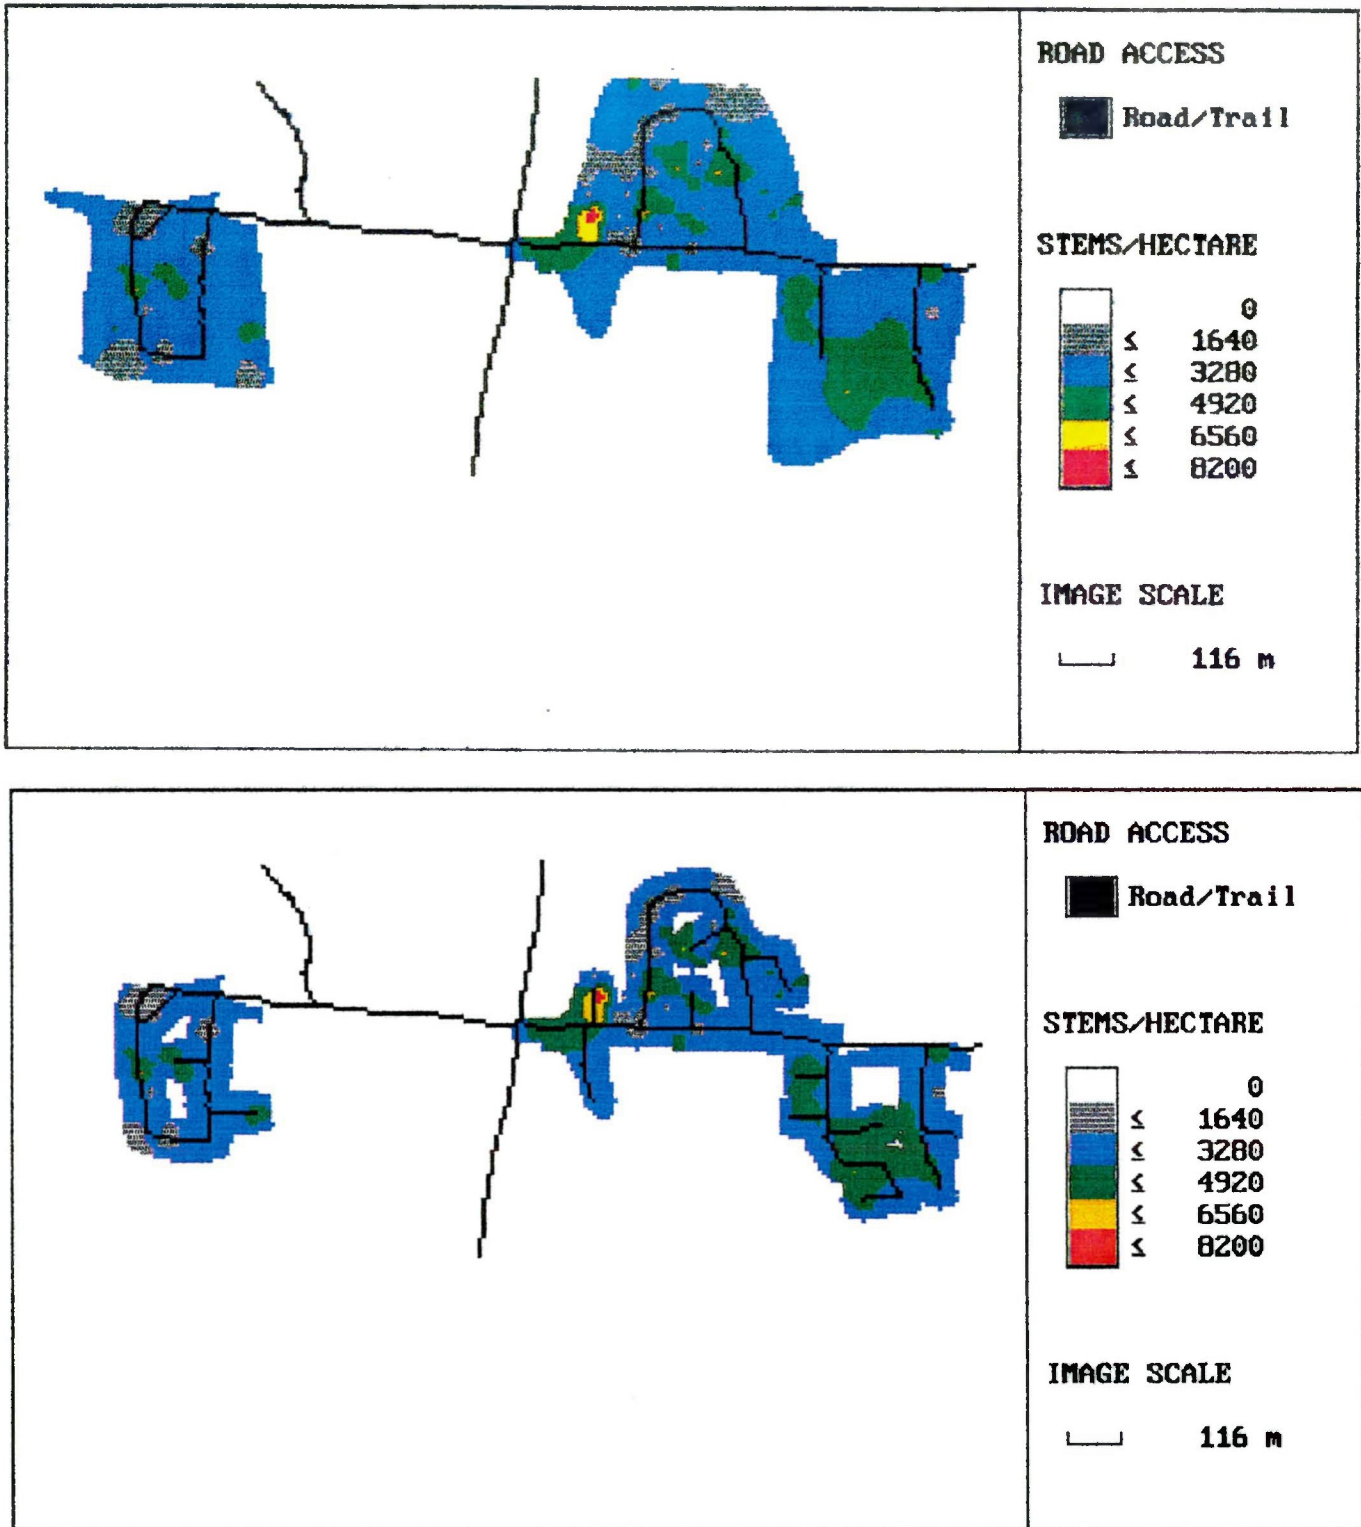 ROAD ACCESS
Road/Trail
STEMS/HECTARE
0
≤ 1640
≤ 3280
≤ 4920
≤ 6560
≤ 8200
IMAGE SCALE
116 m
ROAD ACCESS
Road/Trail
STEMS/HECTARE
0
≤ 1640
≤ 3280
≤ 4920
≤ 6560
≤ 8200
IMAGE SCALE
116 m